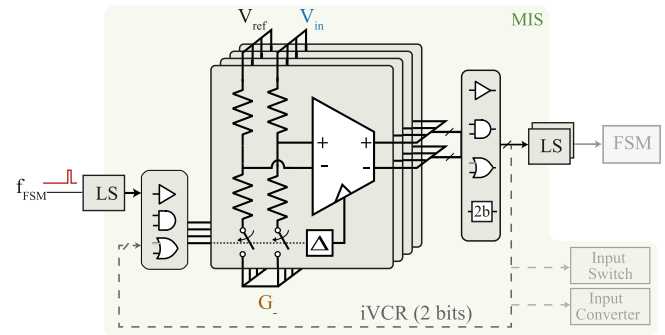 V_ref V_in
MIS
+ +
- -
f_FSM LS
LS FSM
2b
Δ
G_-
iVCR (2 bits)
Input
Switch
Input
Converter